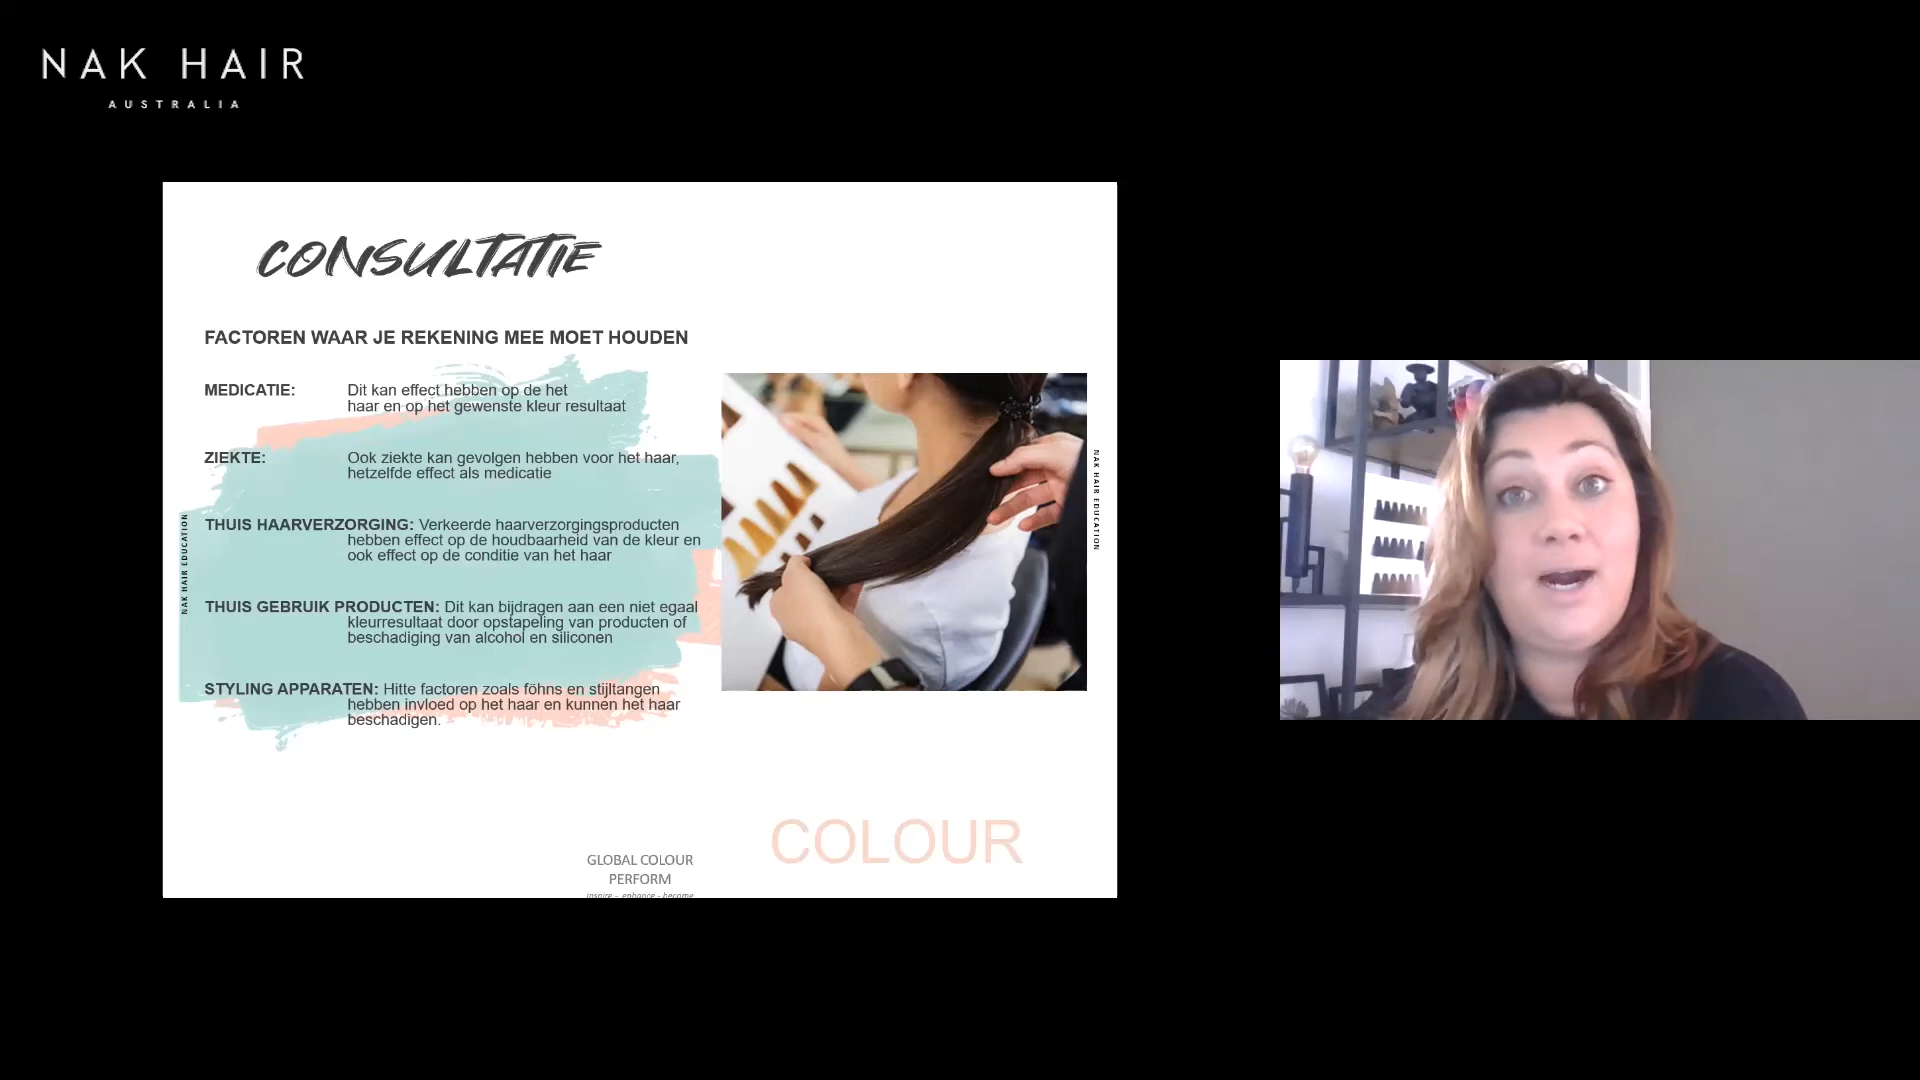 NAK HAIR
AUSTRALIA
CONSULTATIE
FACTOREN WAAR JE REKENING MEE MOET HOUDEN
MEDICATIE: Dit kan effect hebben op de het
haar en op het gewenste kleur resultaat
ZIEKTE: Ook ziekte kan gevolgen hebben voor het haar,
hetzelfde effect als medicatie
THUIS HAARVERZORGING: Verkeerde haarverzorgingsproducten
hebben effect op de houdbaarheid van de kleur en
ook effect op de conditie van het haar
THUIS GEBRUIK PRODUCTEN: Dit kan bijdragen aan een niet egaal
kleurresultaat door opstapeling van producten of
beschadiging van alcohol en siliconen
STYLING APPARATEN: Hitte factoren zoals föhns en stijltangen
hebben invloed op het haar en kunnen het haar
beschadigen.
NAK HAIR EDUCATION
NAK HAIR EDUCATION
COLOUR
GLOBAL COLOUR
PERFORM
inspire - enhance - become